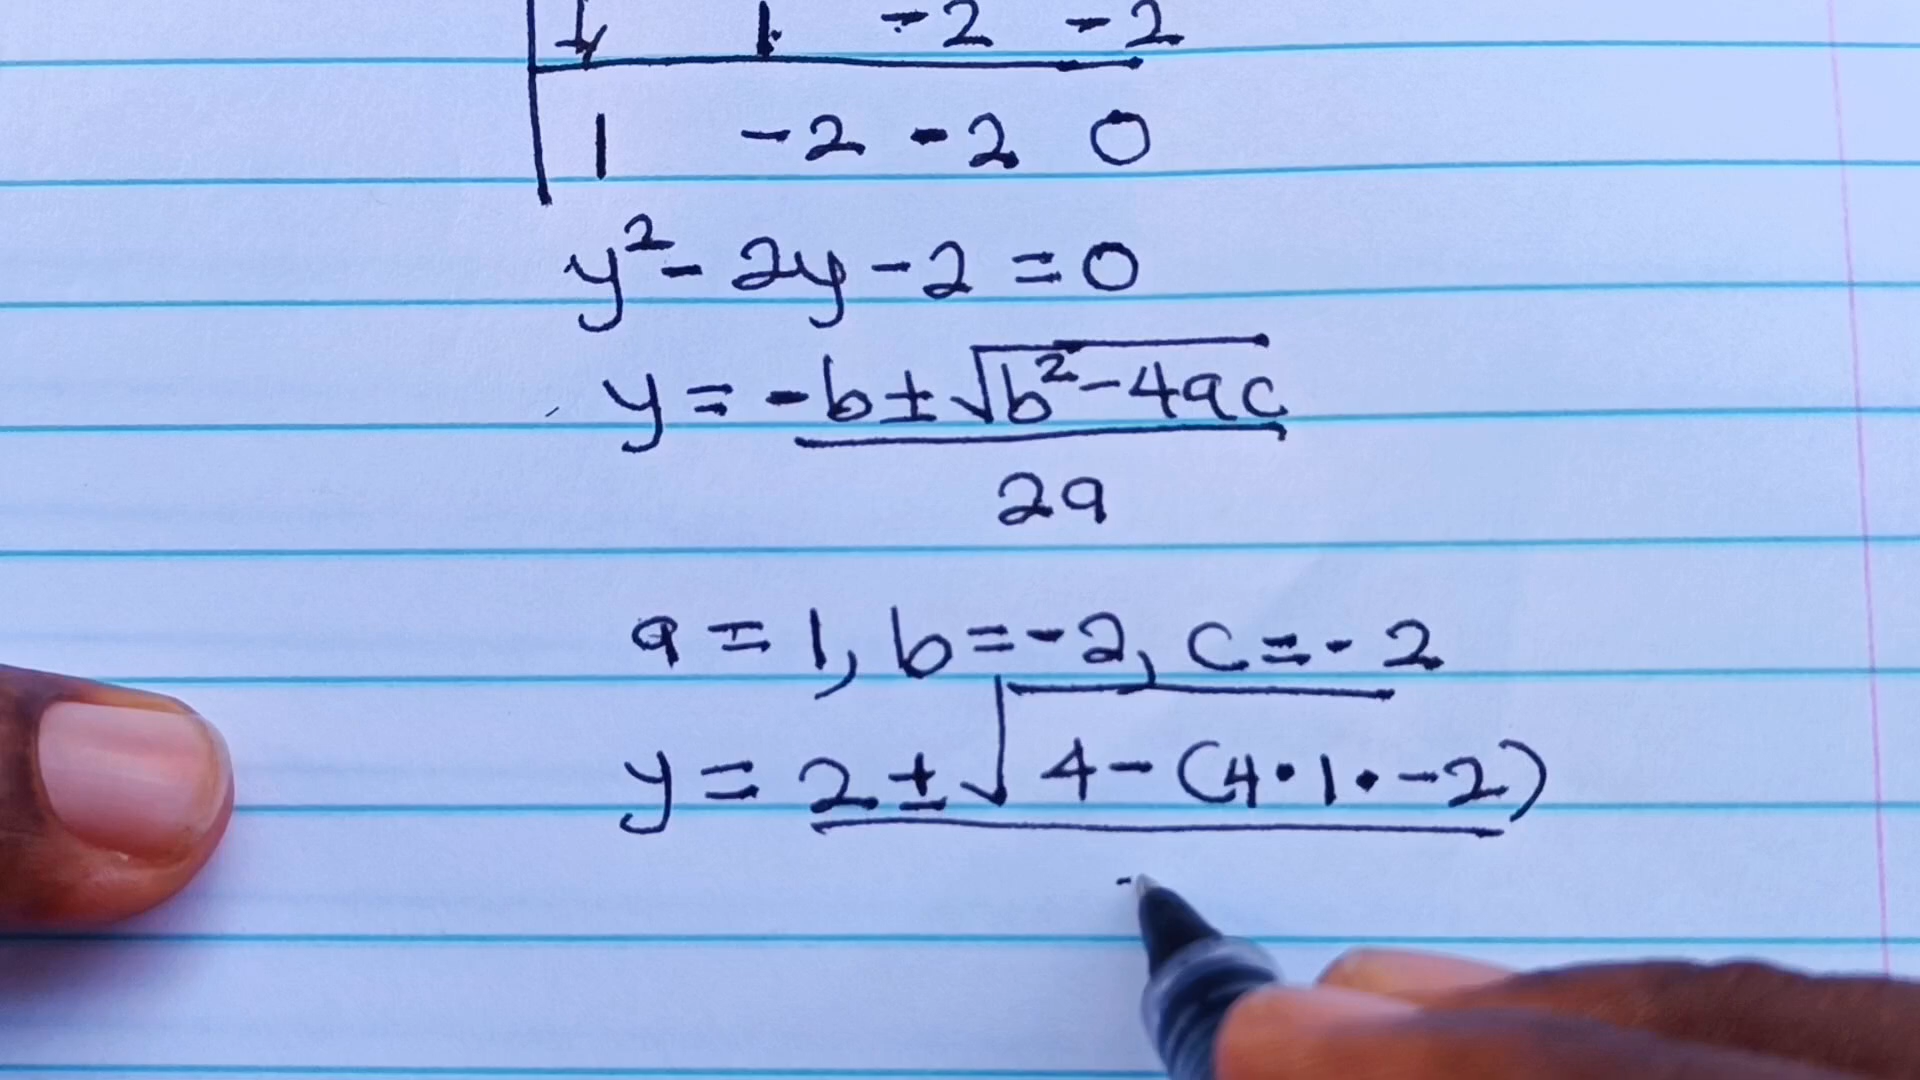 ↓ 1 -2 -2
1 -2 -2 0
y² - 2y - 2 = 0
y = -b ± √b² - 4ac
2a
a = 1, b = -2, c = - 2
y = 2 ± √4 - (4 · 1 · -2)